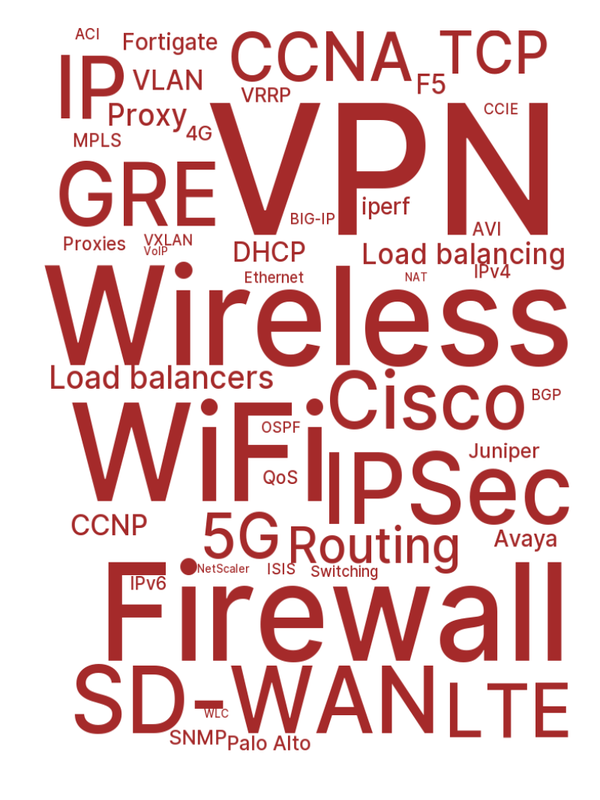 ACI
Fortigate
CCNA
TCP
IP
VLAN
F5
VRRP
Proxy
4G
VPN
CCIE
MPLS
GRE
iperf
BIG-IP
AVI
Proxies
VXLAN
VoIP
DHCP
Load balancing
Ethernet
NAT
IPv4
Wireless
Load balancers
Cisco
BGP
WiFi
OSPF
QoS
Juniper
IPSec
CCNP
5G
Routing
Avaya
NetScaler
ISIS
Switching
IPv6
Firewall
SD-WAN
LTE
WLC
SNMP
Palo Alto